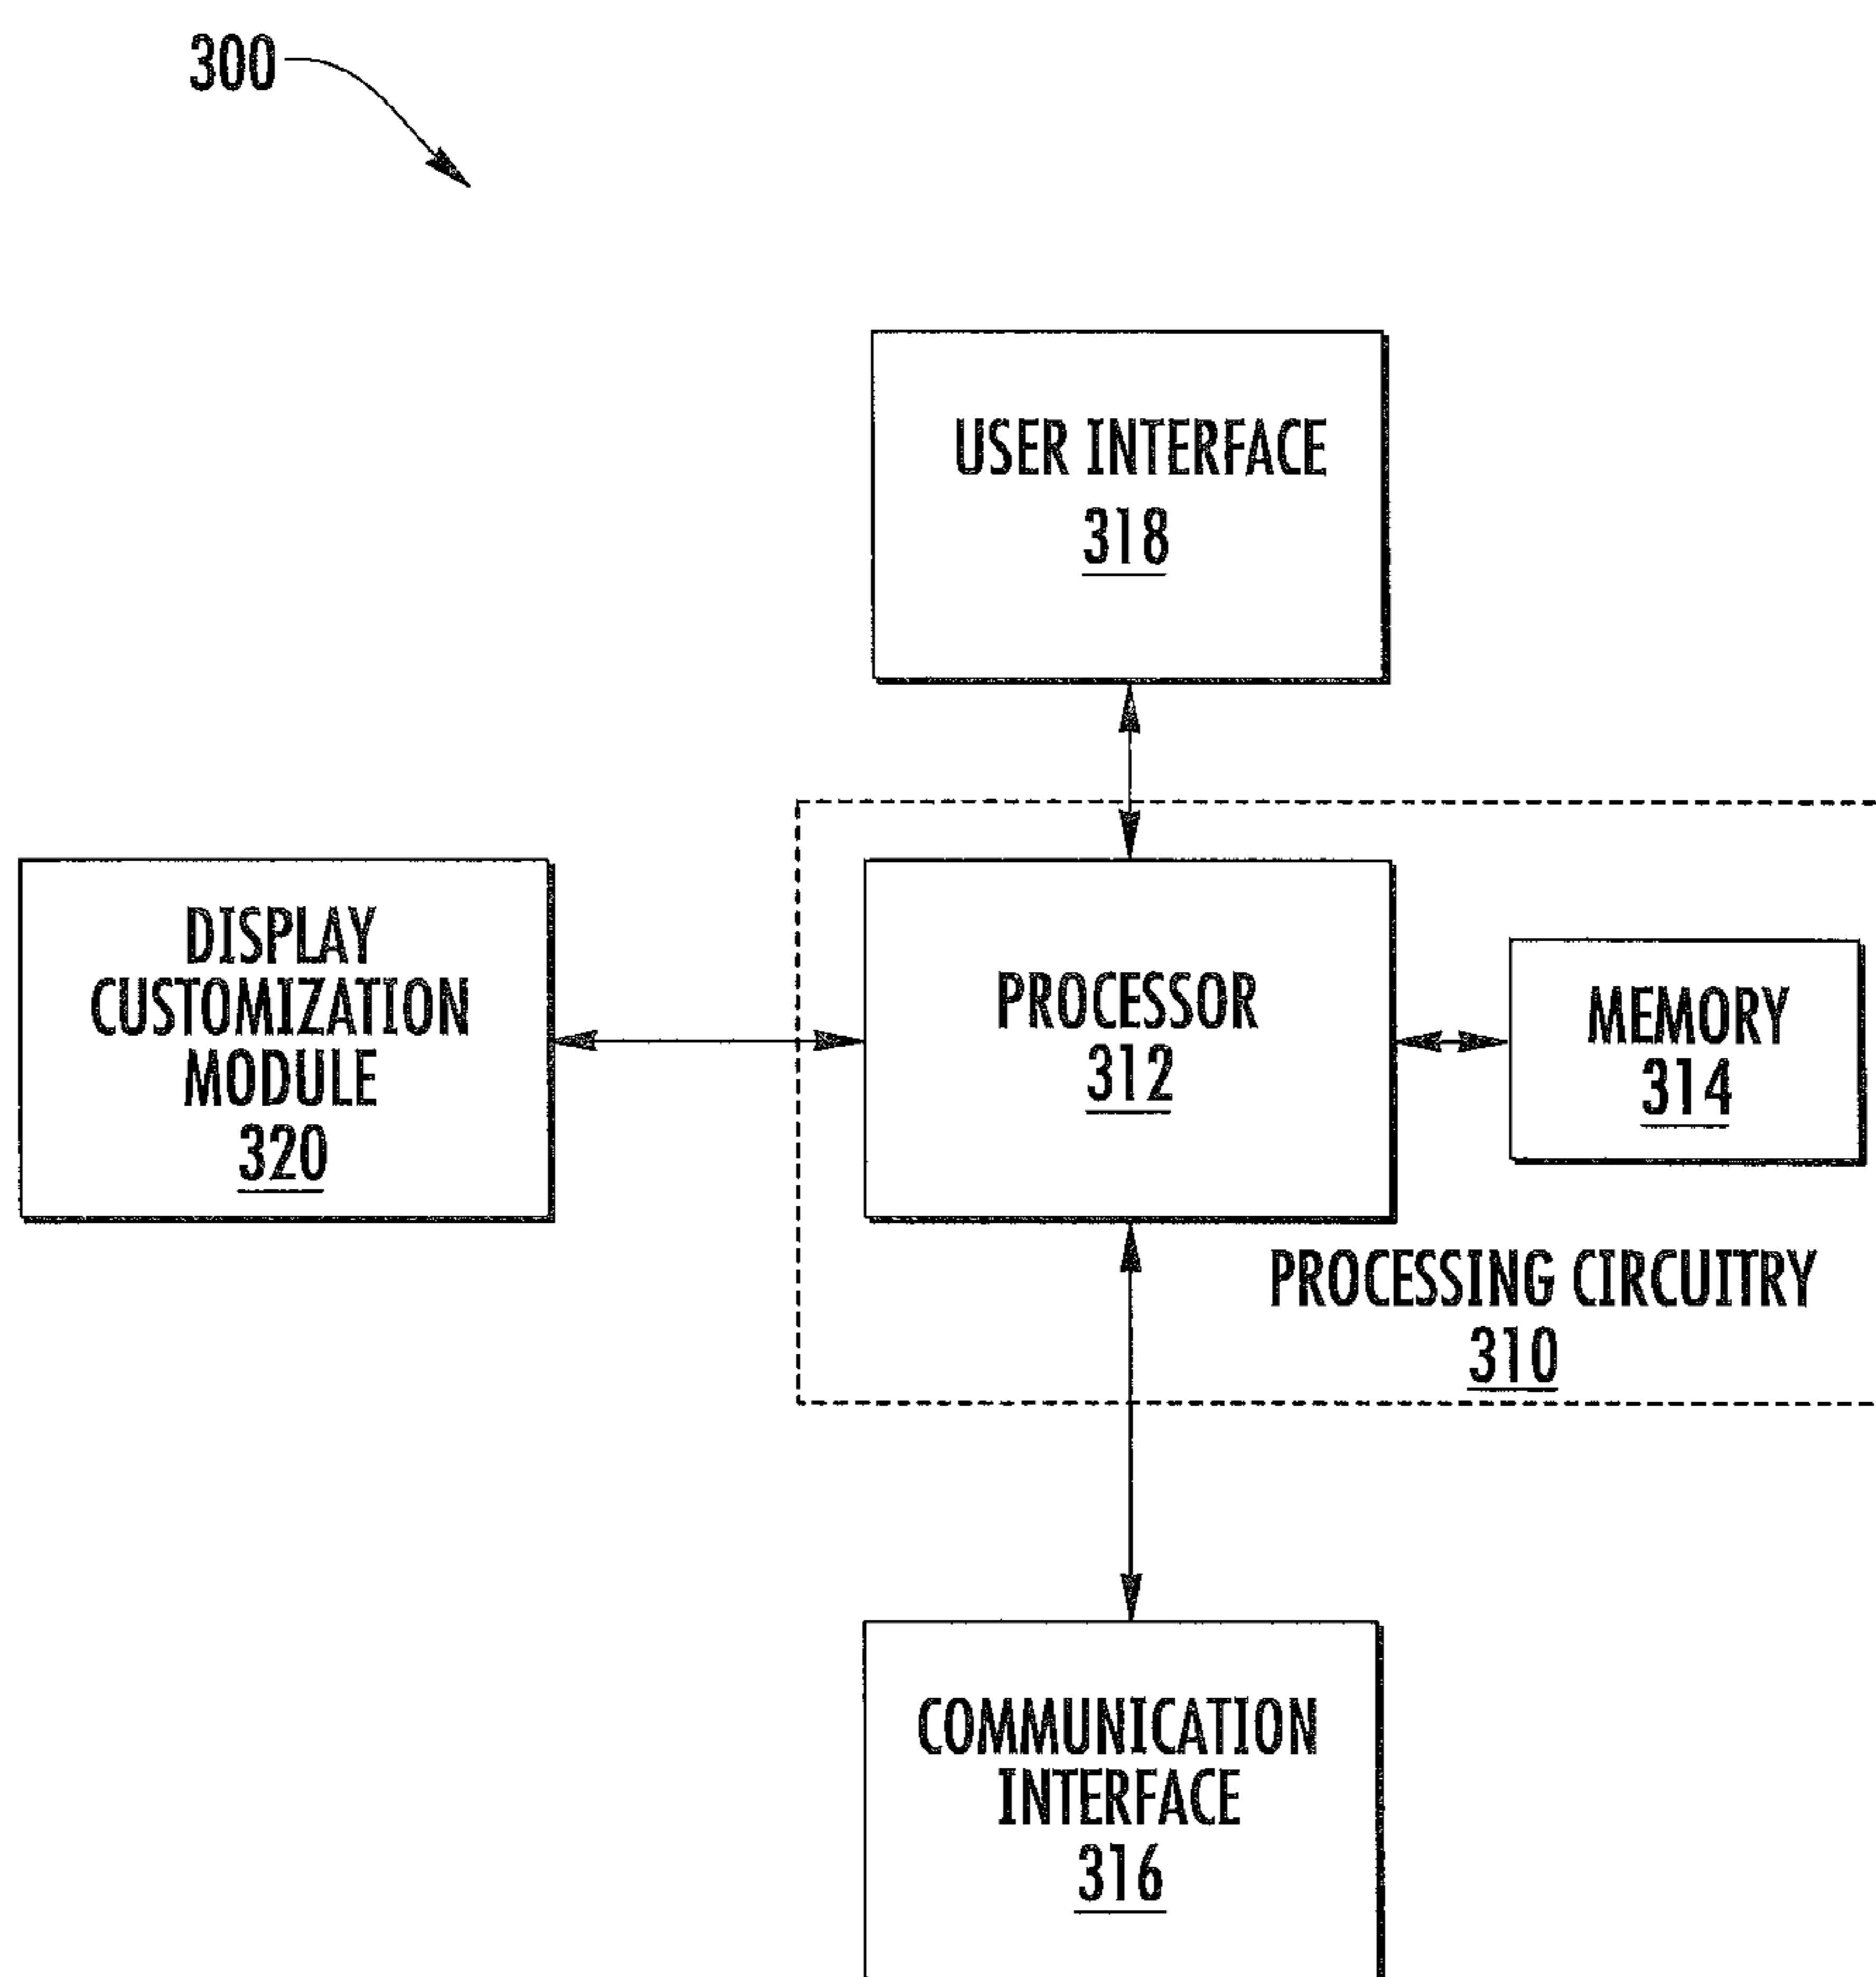 300
USER INTERFACE
318
DISPLAY
CUSTOMIZATION
MODULE
320
PROCESSOR
312
MEMORY
314
PROCESSING CIRCUITRY
310
COMMUNICATION
INTERFACE
316